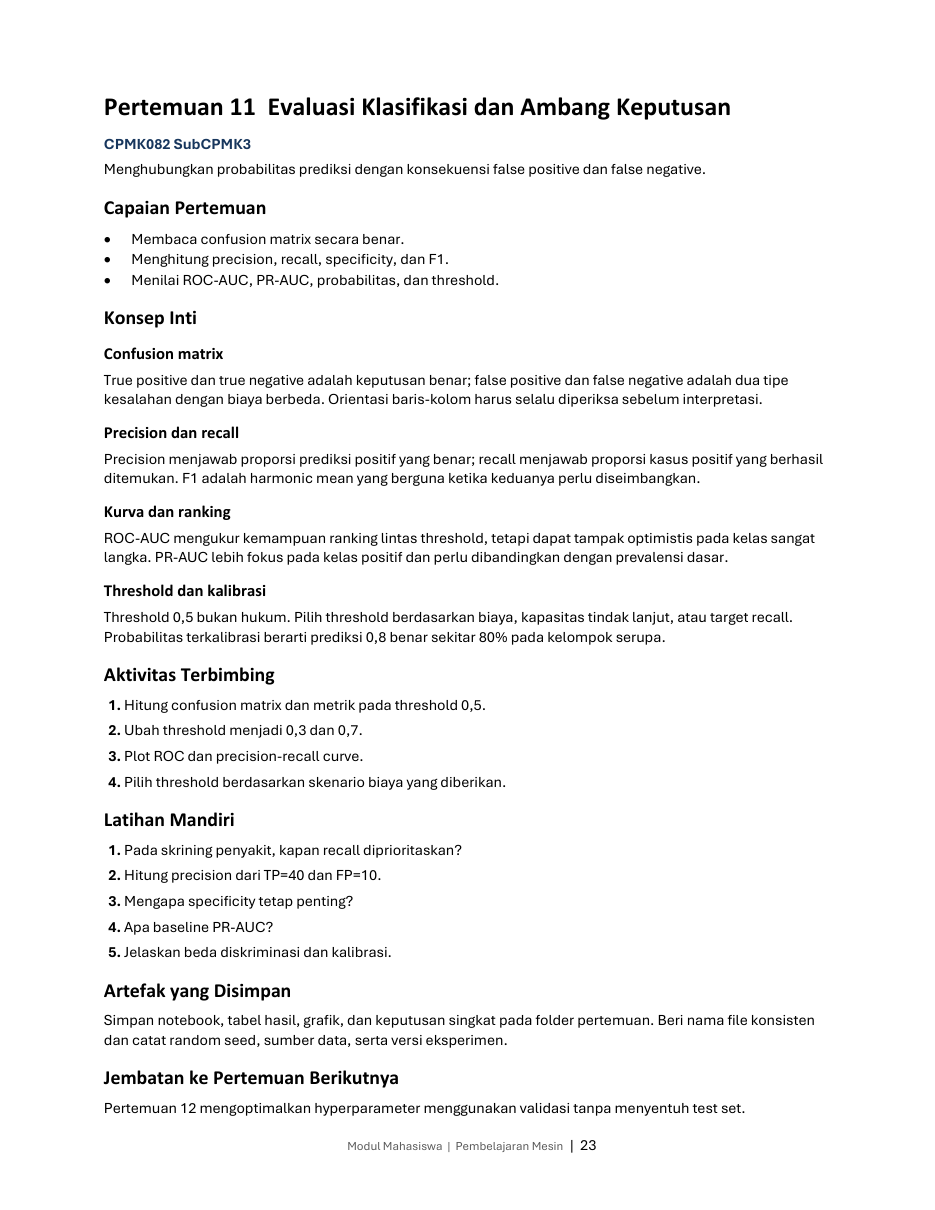 Pertemuan 11  Evaluasi Klasifikasi dan Ambang Keputusan
CPMK082 SubCPMK3
Menghubungkan probabilitas prediksi dengan konsekuensi false positive dan false negative.
Capaian Pertemuan
• Membaca confusion matrix secara benar.
• Menghitung precision, recall, specificity, dan F1.
• Menilai ROC-AUC, PR-AUC, probabilitas, dan threshold.
Konsep Inti
Confusion matrix
True positive dan true negative adalah keputusan benar; false positive dan false negative adalah dua tipe
kesalahan dengan biaya berbeda. Orientasi baris-kolom harus selalu diperiksa sebelum interpretasi.
Precision dan recall
Precision menjawab proporsi prediksi positif yang benar; recall menjawab proporsi kasus positif yang berhasil
ditemukan. F1 adalah harmonic mean yang berguna ketika keduanya perlu diseimbangkan.
Kurva dan ranking
ROC-AUC mengukur kemampuan ranking lintas threshold, tetapi dapat tampak optimistis pada kelas sangat
langka. PR-AUC lebih fokus pada kelas positif dan perlu dibandingkan dengan prevalensi dasar.
Threshold dan kalibrasi
Threshold 0,5 bukan hukum. Pilih threshold berdasarkan biaya, kapasitas tindak lanjut, atau target recall.
Probabilitas terkalibrasi berarti prediksi 0,8 benar sekitar 80% pada kelompok serupa.
Aktivitas Terbimbing
1. Hitung confusion matrix dan metrik pada threshold 0,5.
2. Ubah threshold menjadi 0,3 dan 0,7.
3. Plot ROC dan precision-recall curve.
4. Pilih threshold berdasarkan skenario biaya yang diberikan.
Latihan Mandiri
1. Pada skrining penyakit, kapan recall diprioritaskan?
2. Hitung precision dari TP=40 dan FP=10.
3. Mengapa specificity tetap penting?
4. Apa baseline PR-AUC?
5. Jelaskan beda diskriminasi dan kalibrasi.
Artefak yang Disimpan
Simpan notebook, tabel hasil, grafik, dan keputusan singkat pada folder pertemuan. Beri nama file konsisten
dan catat random seed, sumber data, serta versi eksperimen.
Jembatan ke Pertemuan Berikutnya
Pertemuan 12 mengoptimalkan hyperparameter menggunakan validasi tanpa menyentuh test set.
Modul Mahasiswa | Pembelajaran Mesin | 23